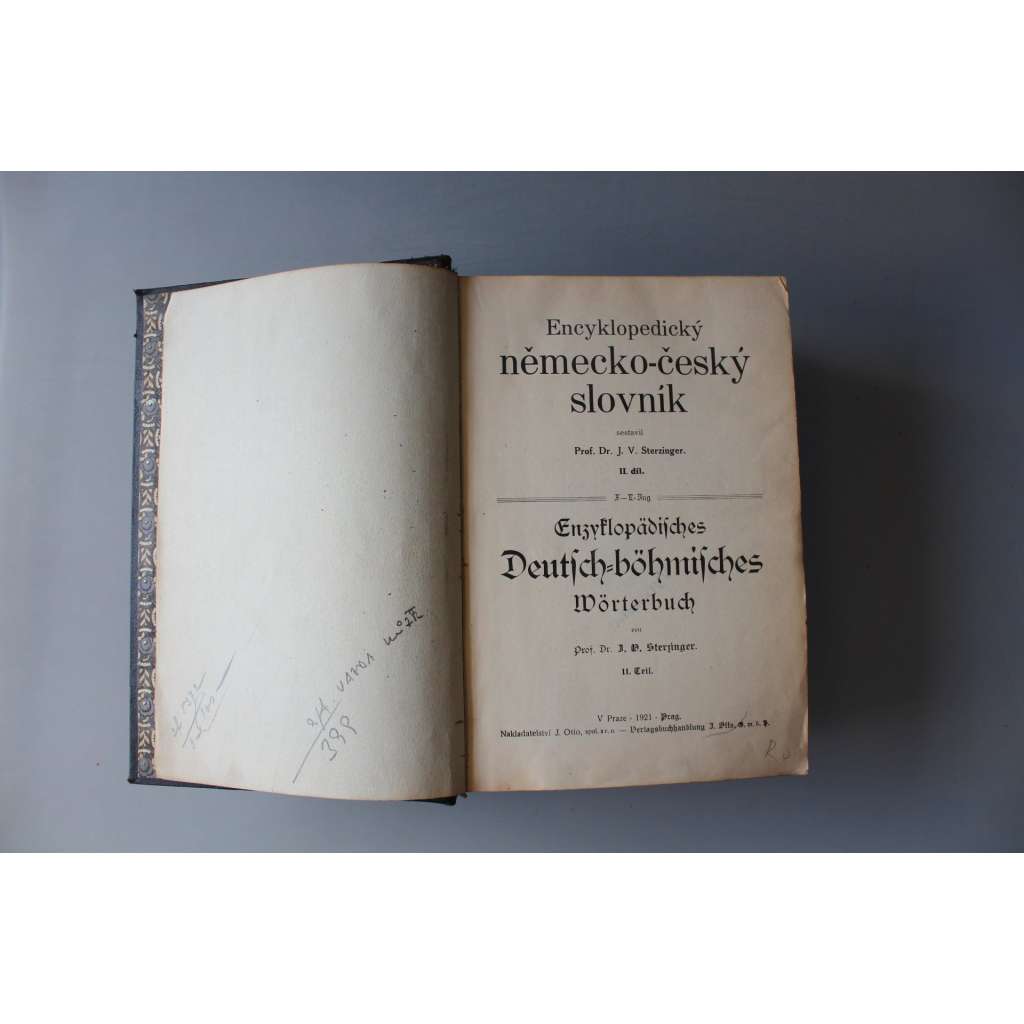 Encyklopedický
německo-český
slovník
sestavil
Prof. Dr. J. V. Sterzinger.
II. díl.
Enzyklopädisches
Deutsch-böhmisches
Wörterbuch
von
Prof. Dr. J. V. Sterzinger.
II. Teil.
V Praze - 1921 - Prag.
Nakladatelství J. Otto, spol. s r. o. — Verlagsbuchhandlung J. Otto, G. m. b. H.
399